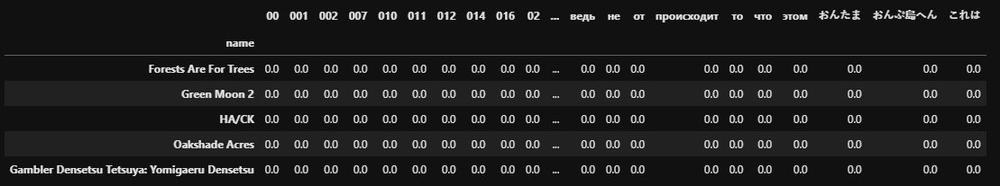 00 001 002 007 010 011 012 014 016 02 ... ведь не от происходит то что этом おんたま おんぷ島へん これは
name
Forests Are For Trees 0.0 0.0 0.0 0.0 0.0 0.0 0.0 0.0 0.0 0.0 ... 0.0 0.0 0.0 0.0 0.0 0.0 0.0 0.0 0.0 0.0
Green Moon 2 0.0 0.0 0.0 0.0 0.0 0.0 0.0 0.0 0.0 0.0 ... 0.0 0.0 0.0 0.0 0.0 0.0 0.0 0.0 0.0 0.0
HA/CK 0.0 0.0 0.0 0.0 0.0 0.0 0.0 0.0 0.0 0.0 ... 0.0 0.0 0.0 0.0 0.0 0.0 0.0 0.0 0.0 0.0
Oakshade Acres 0.0 0.0 0.0 0.0 0.0 0.0 0.0 0.0 0.0 0.0 ... 0.0 0.0 0.0 0.0 0.0 0.0 0.0 0.0 0.0 0.0
Gambler Densetsu Tetsuya: Yomigaeru Densetsu 0.0 0.0 0.0 0.0 0.0 0.0 0.0 0.0 0.0 0.0 ... 0.0 0.0 0.0 0.0 0.0 0.0 0.0 0.0 0.0 0.0